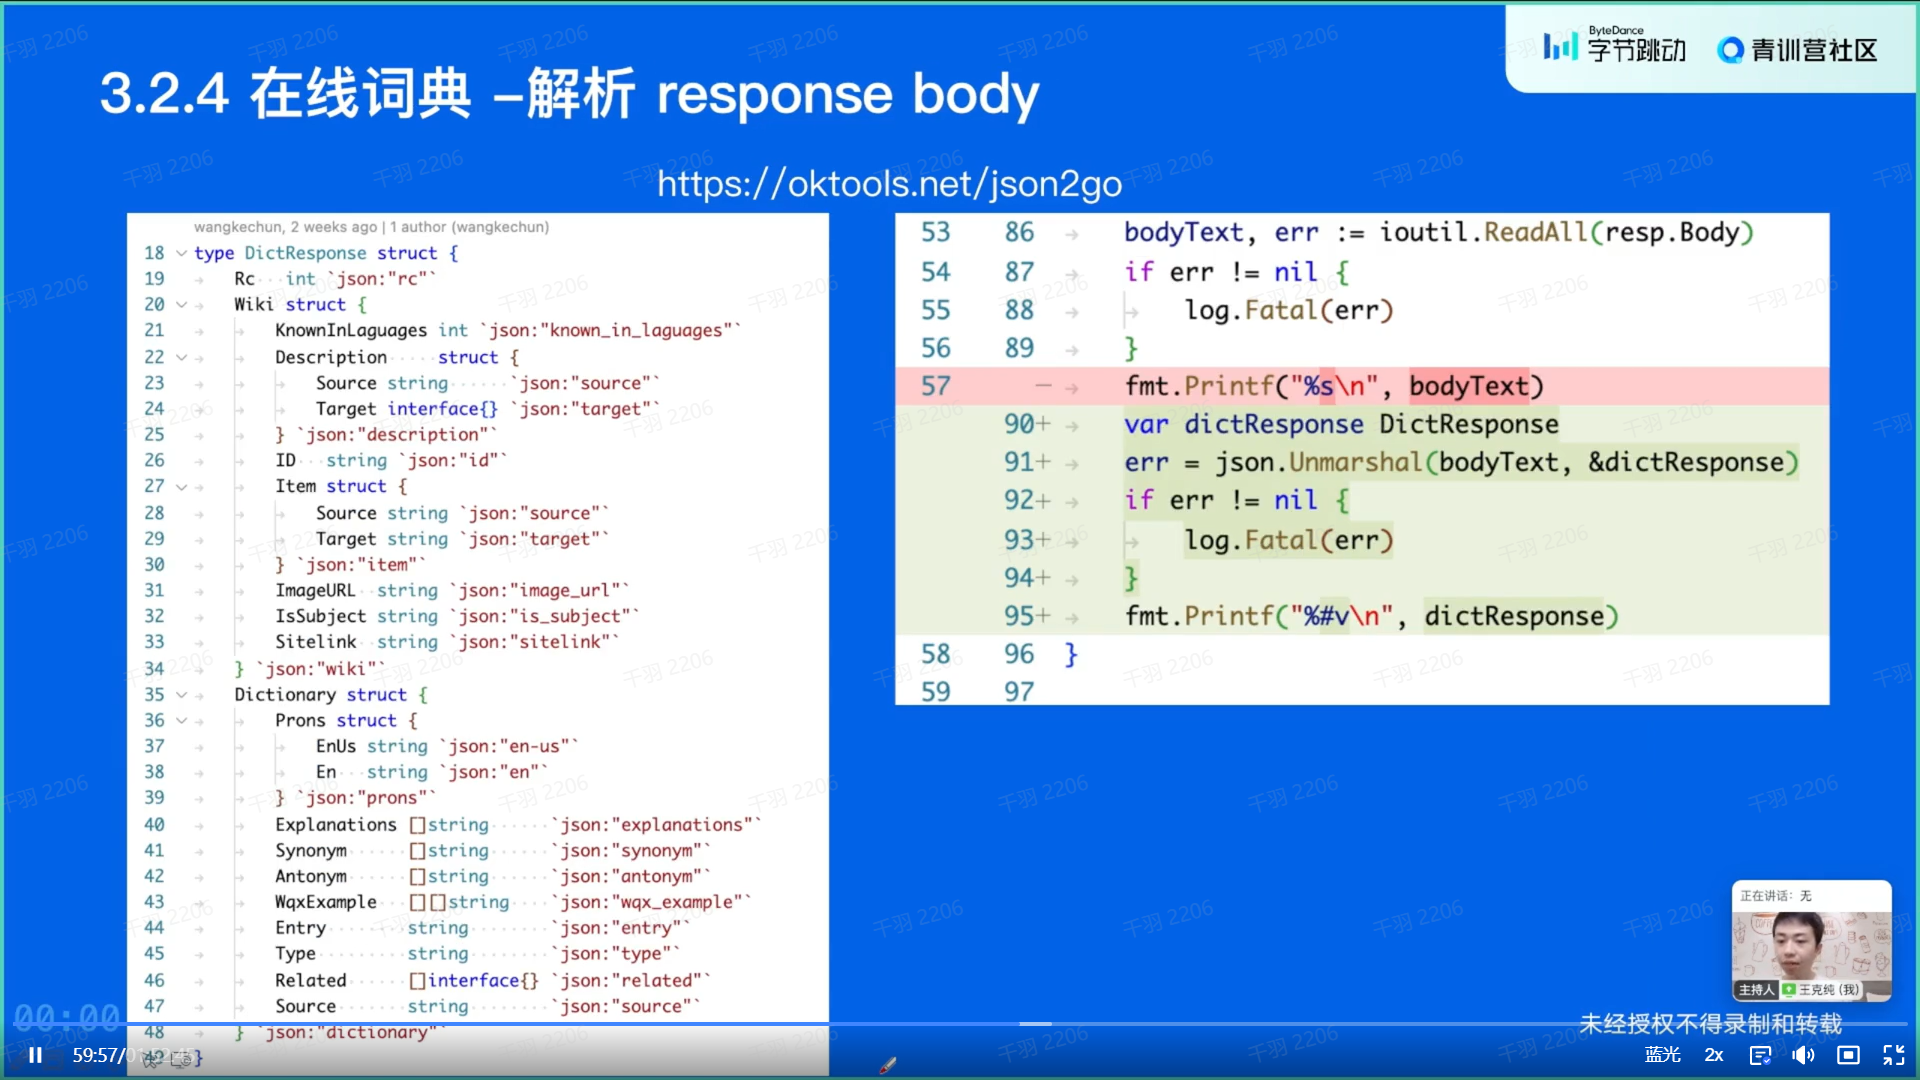 3.2.4 在线词典 –解析 response body
ByteDance
字节跳动
青训营社区
https://oktools.net/json2go
wangkechun, 2 weeks ago | 1 author (wangkechun)
18 type DictResponse struct {
19 Rc int `json:"rc"`
20 Wiki struct {
21 KnownInLaguages int `json:"known_in_laguages"`
22 Description struct {
23 Source string `json:"source"`
24 Target interface{} `json:"target"`
25 } `json:"description"`
26 ID string `json:"id"`
27 Item struct {
28 Source string `json:"source"`
29 Target string `json:"target"`
30 } `json:"item"`
31 ImageURL string `json:"image_url"`
32 IsSubject string `json:"is_subject"`
33 Sitelink string `json:"sitelink"`
34 } `json:"wiki"`
35 Dictionary struct {
36 Prons struct {
37 EnUs string `json:"en-us"`
38 En string `json:"en"`
39 } `json:"prons"`
40 Explanations []string `json:"explanations"`
41 Synonym []string `json:"synonym"`
42 Antonym []string `json:"antonym"`
43 WqxExample [][]string `json:"wqx_example"`
44 Entry string `json:"entry"`
45 Type string `json:"type"`
46 Related []interface{} `json:"related"`
47 Source string `json:"source"`
48 } `json:"dictionary"`
}
53 86 bodyText, err := ioutil.ReadAll(resp.Body)
54 87 if err != nil {
55 88 log.Fatal(err)
56 89 }
57 − fmt.Printf("%s\n", bodyText)
90+ var dictResponse DictResponse
91+ err = json.Unmarshal(bodyText, &dictResponse)
92+ if err != nil {
93+ log.Fatal(err)
94+ }
95+ fmt.Printf("%#v\n", dictResponse)
58 96 }
59 97
正在讲话: 无
主持人 王克纯 (我)
未经授权不得录制和转载
00:00
59:57/01:52:45
蓝光 2x
千羽 2206